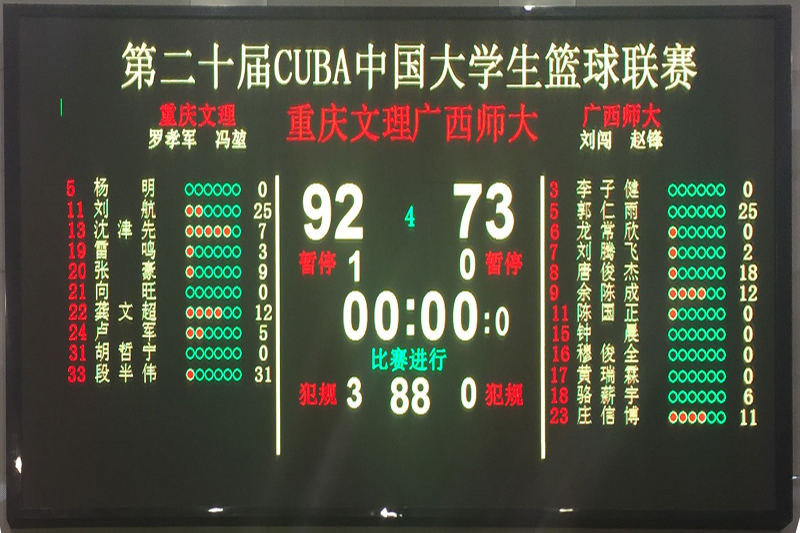 第二十届CUBA中国大学生篮球联赛
重庆文理
罗孝军 冯堃
重庆文理广西师大
广西师大
刘闯 赵锋
5 杨 明 0
11 刘 航 25
13 沈 津 先 7
19 雷 鸣 3
20 张 豪 9
21 向 旺 0
22 龚 文 超 12
24 卢 军 5
31 胡 哲 宁 0
33 段 半 伟 31
92 4 73
暂停 1 0 暂停
00:00:0
比赛进行
犯规 3 88 0 犯规
3 李 子 健 0
5 郭 仁 雨 25
6 龙 常 欣 0
7 刘 腾 飞 2
8 唐 俊 杰 18
9 余 陈 成 12
11 陈 国 正 0
15 钟 晨 0
16 穆 俊 全 0
17 黄 瑞 霖 0
18 骆 薪 宇 6
23 庄 信 博 11